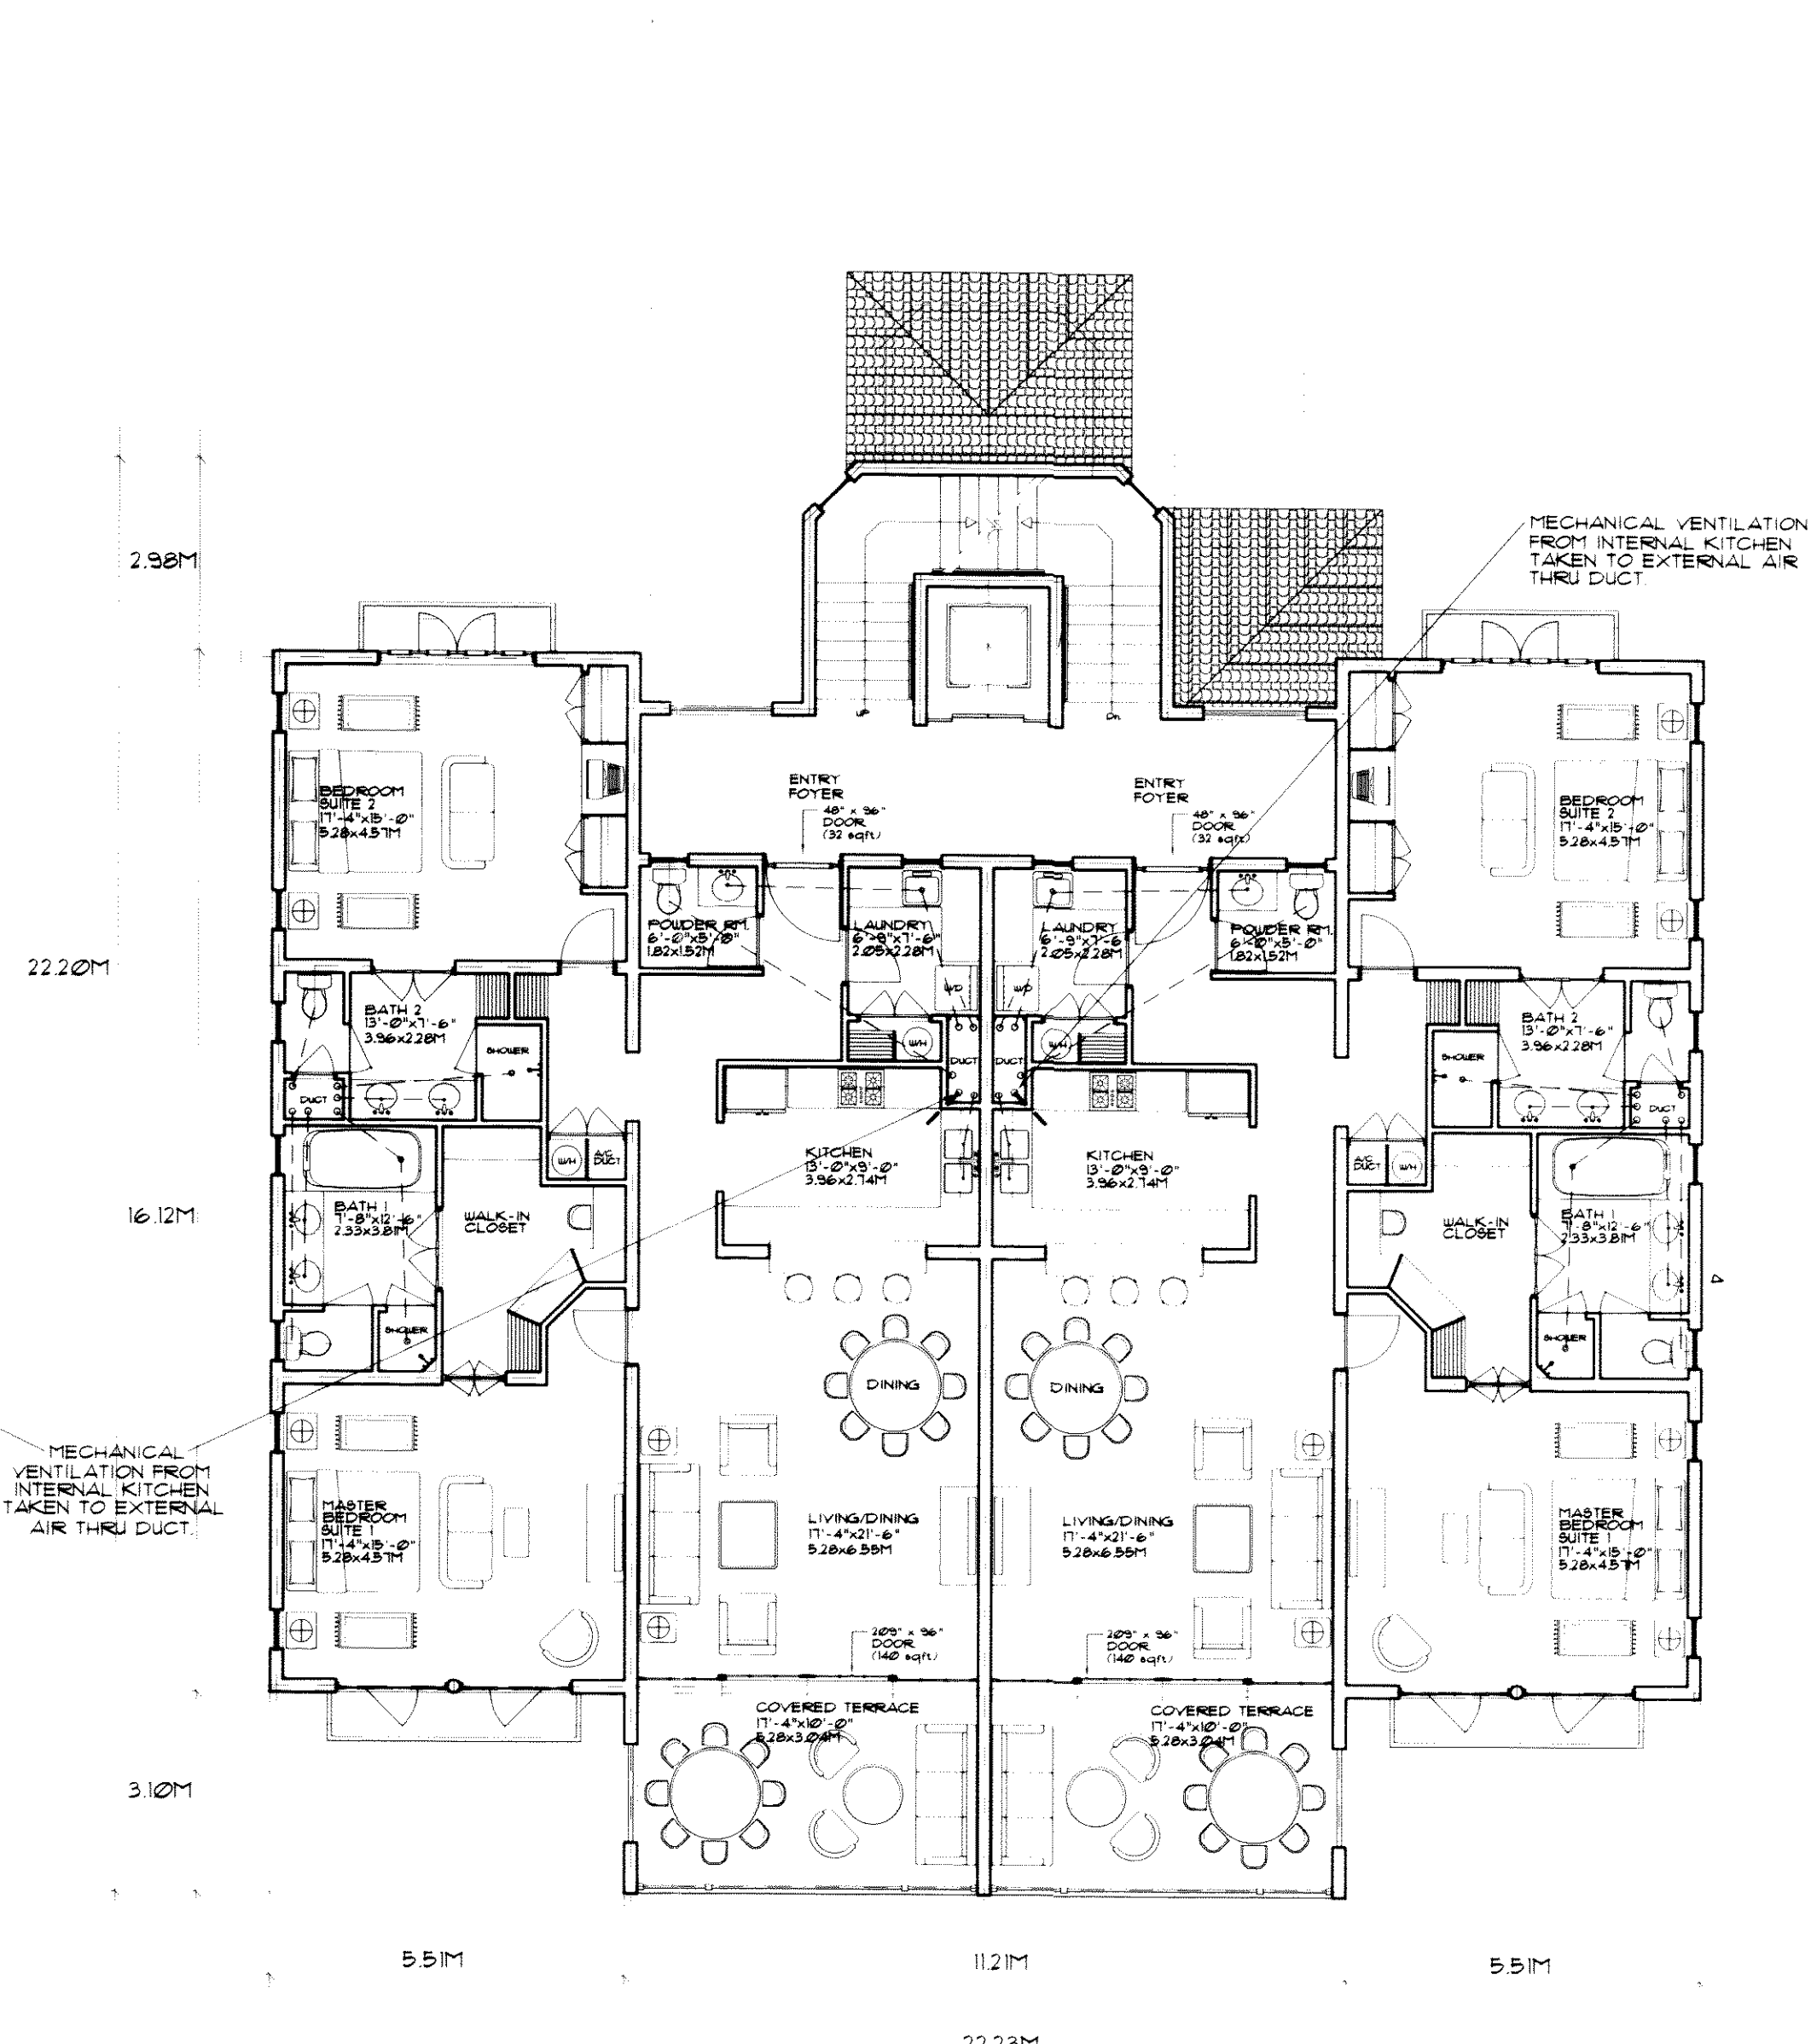 2.98M
MECHANICAL VENTILATION
FROM INTERNAL KITCHEN
TAKEN TO EXTERNAL AIR
THRU DUCT.
UP
Dn
ENTRY
FOYER
48" x 96"
DOOR
(32 sqft)
ENTRY
FOYER
48" x 96"
DOOR
(32 sqft)
BEDROOM
SUITE 2
17'-4"x15'-0"
5.28x4.57M
BEDROOM
SUITE 2
17'-4"x15'-0"
5.28x4.57M
POWDER RM.
6'-0"x5'-0"
1.82x1.52M
LAUNDRY
6'-9"x7'-6"
2.05x2.28M
LAUNDRY
6'-9"x7'-6
2.05x2.28M
POWDER RM.
6'-0"x5'-0"
1.82x1.52M
22.20M
W/D
W/D
BATH 2
13'-0"x7'-6"
3.96x2.28M
SHOWER
W/H
DUCT
DUCT
W/H
SHOWER
BATH 2
13'-0"x7'-6"
3.96x2.28M
DUCT
DUCT
KITCHEN
13'-0"x9'-0"
3.96x2.74M
KITCHEN
13'-0"x9'-0"
3.96x2.74M
W/H
A/C
DUCT
A/C
DUCT
W/H
16.12M
BATH 1
7'-8"x12'-6"
2.33x3.81M
WALK-IN
CLOSET
WALK-IN
CLOSET
BATH 1
7'-8"x12'-6"
2.33x3.81M
SHOWER
SHOWER
DINING
DINING
MECHANICAL
VENTILATION FROM
INTERNAL KITCHEN
TAKEN TO EXTERNAL
AIR THRU DUCT.
MASTER
BEDROOM
SUITE 1
17'-4"x15'-0"
5.28x4.57M
LIVING/DINING
17'-4"x21'-6"
5.28x6.55M
LIVING/DINING
17'-4"x21'-6"
5.28x6.55M
MASTER
BEDROOM
SUITE 1
17'-4"x15'-0"
5.28x4.57M
209" x 96"
DOOR
(140 sqft)
209" x 96"
DOOR
(140 sqft)
COVERED TERRACE
17'-4"x10'-0"
5.28x3.04M
COVERED TERRACE
17'-4"x10'-0"
5.28x3.04M
3.10M
5.51M
11.21M
5.51M
22.23M